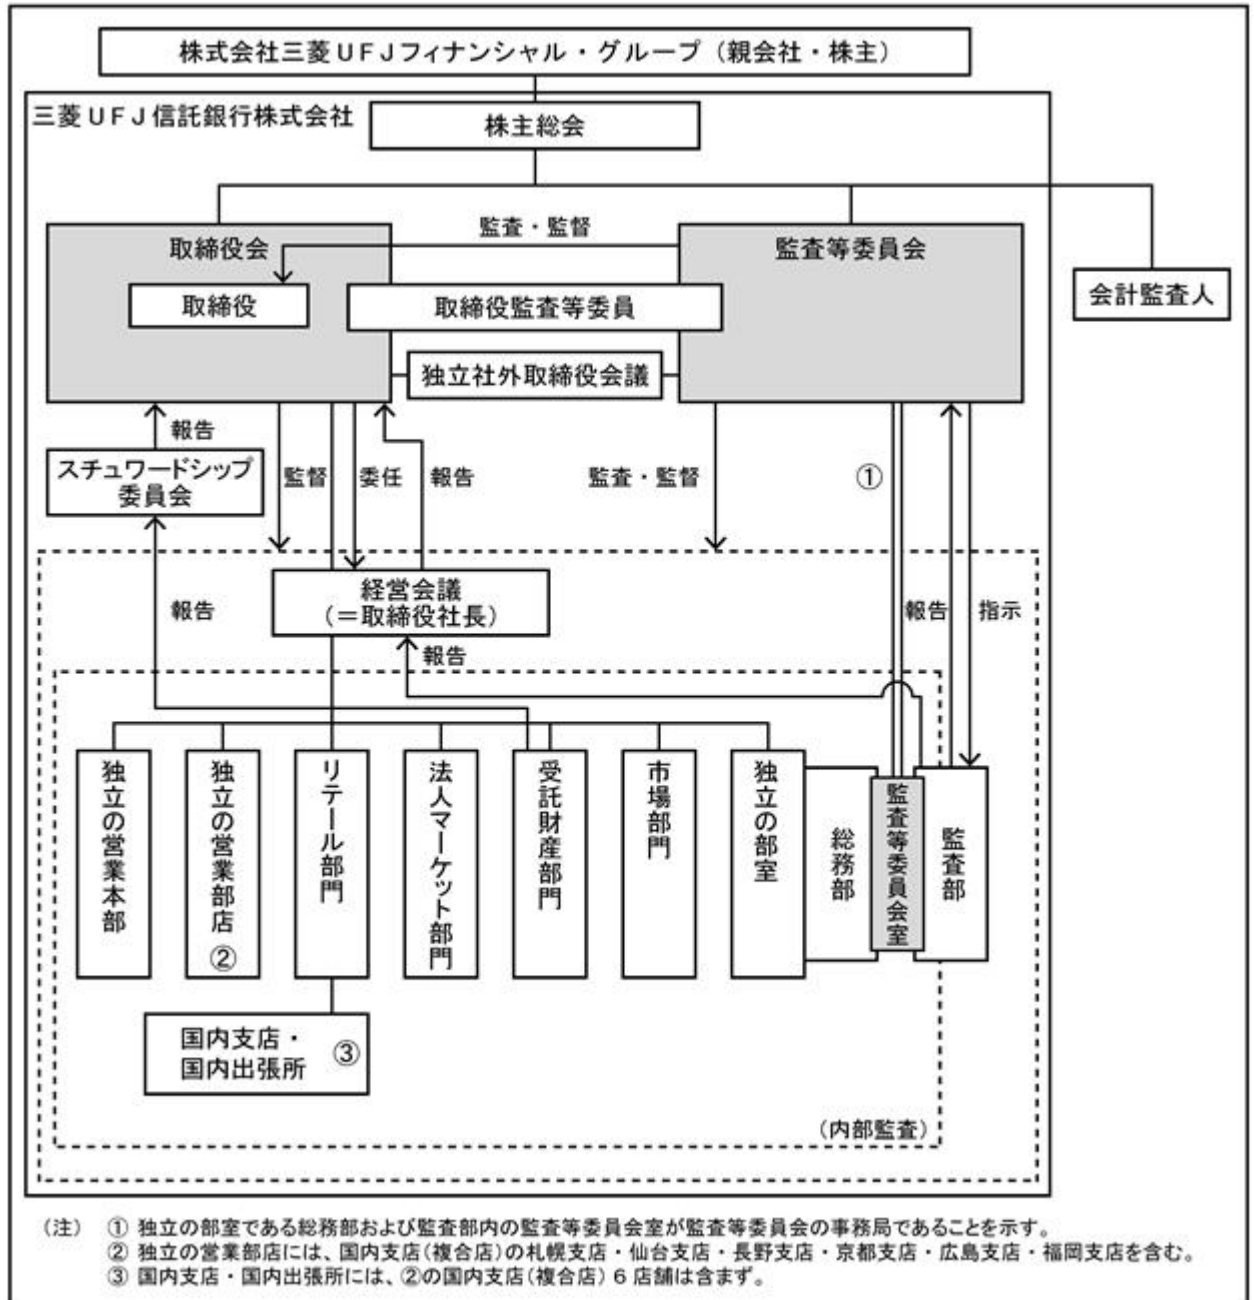 株式会社三菱UFJフィナンシャル・グループ（親会社・株主）
三菱UFJ信託銀行株式会社
株主総会
監査・監督
取締役会
監査等委員会
取締役
取締役監査等委員
会計監査人
独立社外取締役会議
報告
スチュワードシップ
委員会
監督
委任
報告
監査・監督
①
経営会議
（＝取締役社長）
報告
報告
報告
指示
独立の営業本部
独立の営業部店
②
リテール部門
法人マーケット部門
受託財産部門
市場部門
独立の部室
総務部
監査等委員会室
監査部
国内支店・
国内出張所
③
（内部監査）
（注） ① 独立の部室である総務部および監査部内の監査等委員会室が監査等委員会の事務局であることを示す。
② 独立の営業部店には、国内支店(複合店)の札幌支店・仙台支店・長野支店・京都支店・広島支店・福岡支店を含む。
③ 国内支店・国内出張所には、②の国内支店(複合店) 6 店舗は含まず。